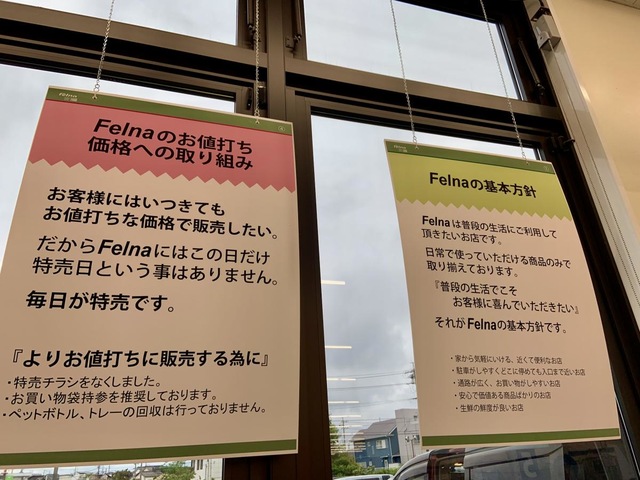 Felnaのお値打ち
価格への取り組み
お客様にはいつきても
お値打ちな価格で販売したい。
だからFelnaにはこの日だけ
特売日という事はありません。
毎日が特売です。
『よりお値打ちに販売する為に』
・特売チラシをなくしました。
・お買い物袋持参を推奨しております。
・ペットボトル、トレーの回収は行っておりません。
Felnaの基本方針
Felnaは普段の生活にご利用して
頂きたいお店です。
日常で使っていただける商品のみで
取り揃えております。
『普段の生活でこそ
お客様に喜んでいただきたい』
それがFelnaの基本方針です。
・家から気軽にいける、近くて便利なお店
・駐車がしやすくどこに停めても入口まで近いお店
・通路が広く、お買い物がしやすいお店
・安心で価値ある商品ばかりのお店
・生鮮の鮮度が良いお店